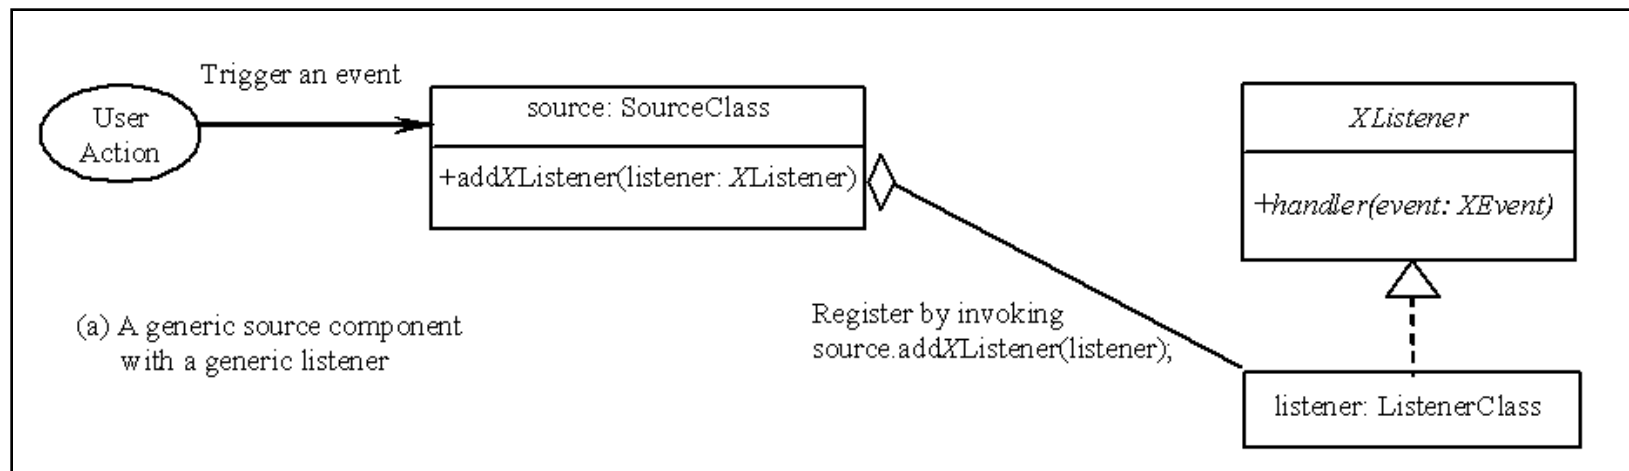 Trigger an event
User
Action
source: SourceClass
+addXListener(listener: XListener)
XListener
+handler(event: XEvent)
(a) A generic source component
with a generic listener
Register by invoking
source.addXListener(listener);
listener: ListenerClass